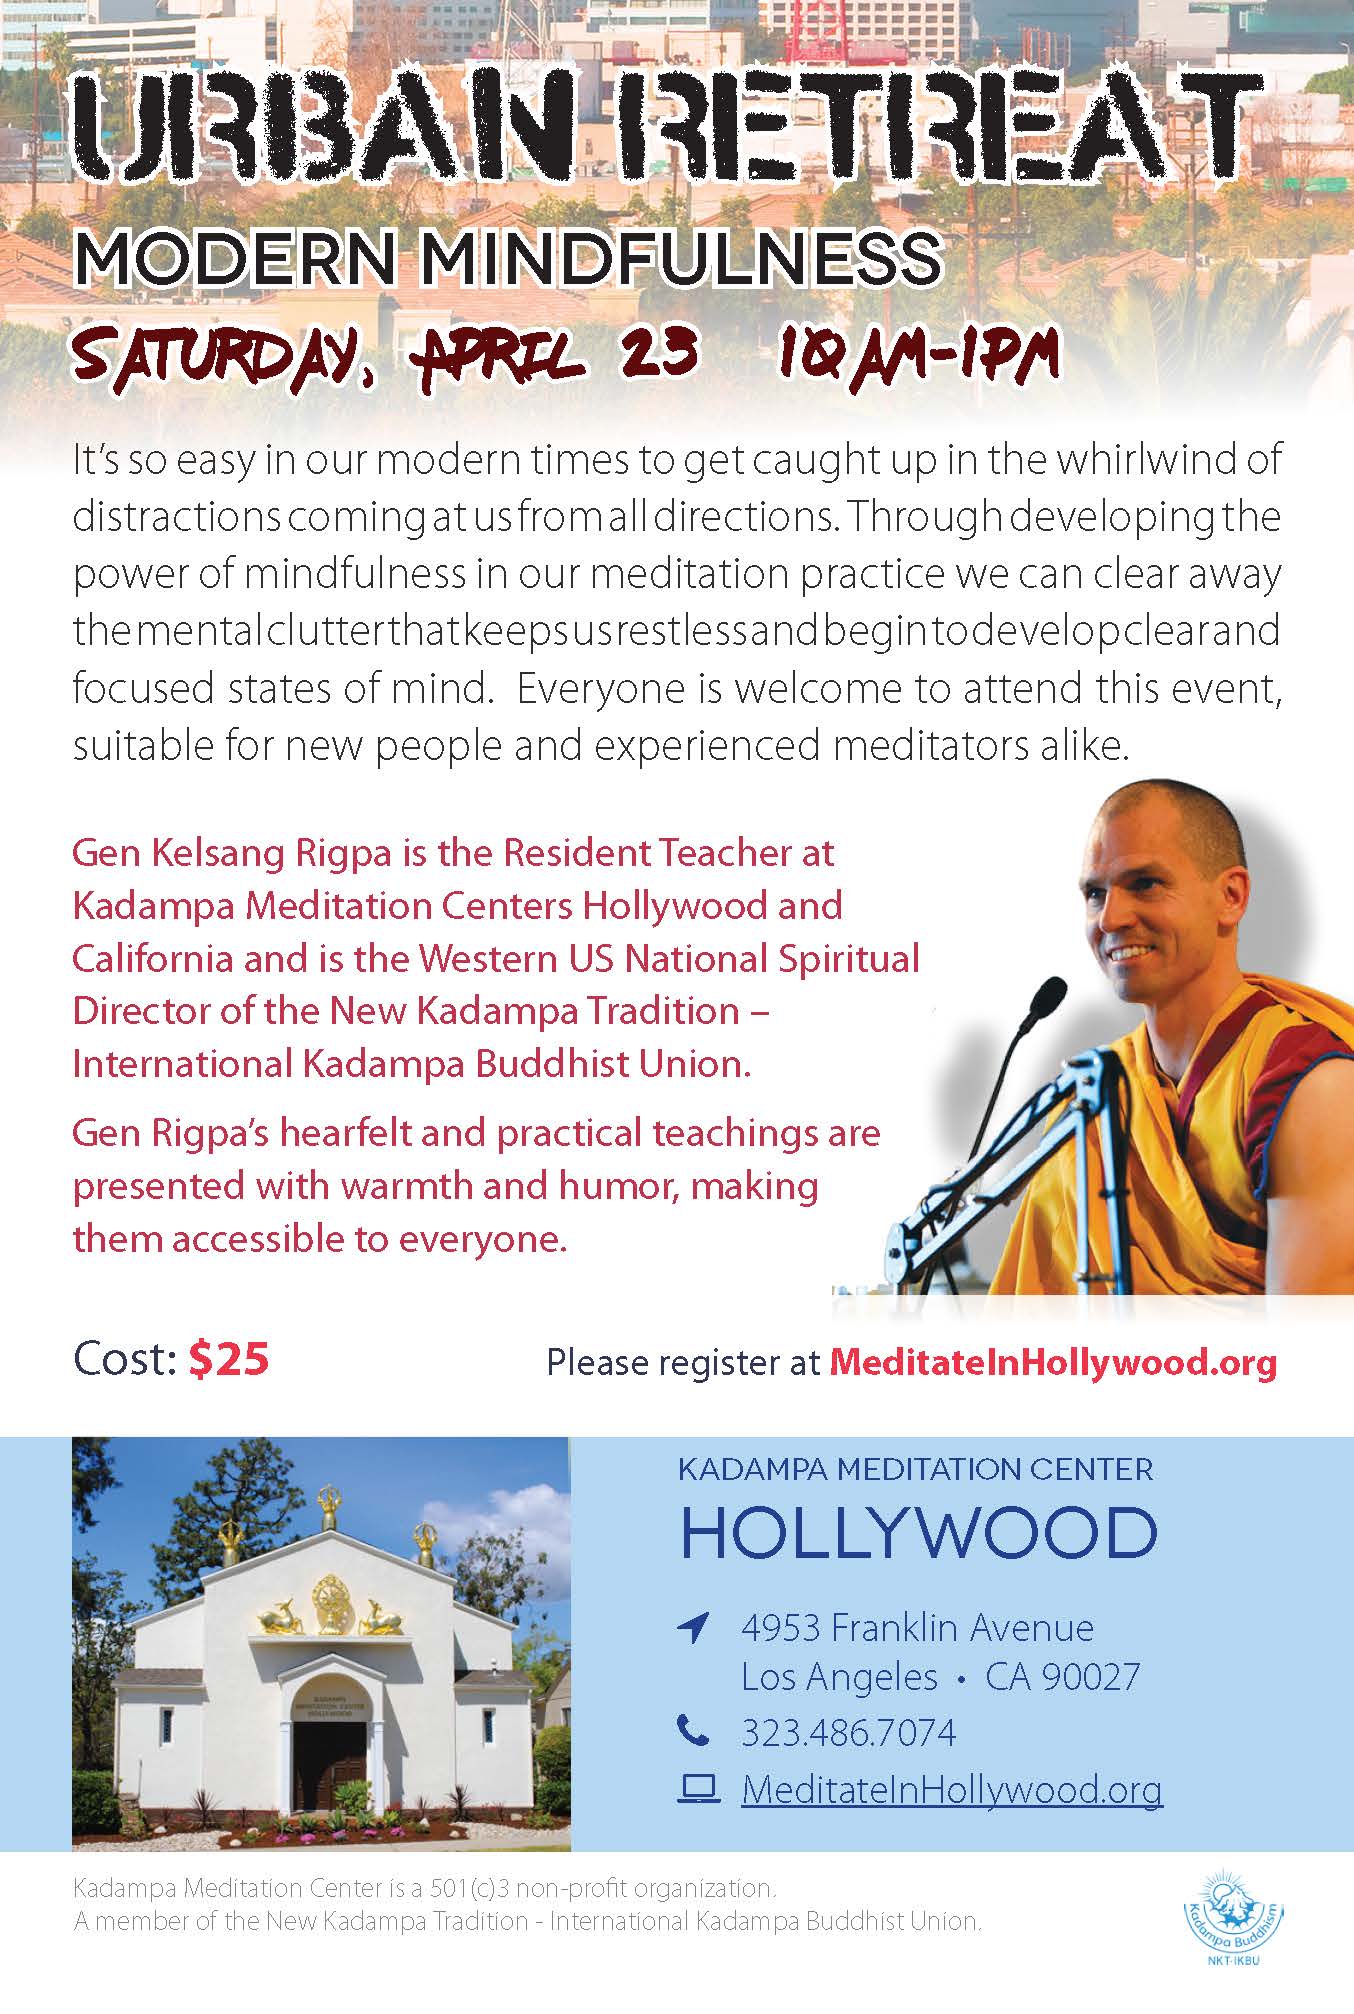 URBAN RETREAT
MODERN MINDFULNESS
SATURDAY, APRIL 23 10AM-1PM
It's so easy in our modern times to get caught up in the whirlwind of
distractions coming at us from all directions. Through developing the
power of mindfulness in our meditation practice we can clear away
the mental clutter that keeps us restless and begin to develop clear and
focused states of mind. Everyone is welcome to attend this event,
suitable for new people and experienced meditators alike.
Gen Kelsang Rigpa is the Resident Teacher at
Kadampa Meditation Centers Hollywood and
California and is the Western US National Spiritual
Director of the New Kadampa Tradition –
International Kadampa Buddhist Union.
Gen Rigpa's hearfelt and practical teachings are
presented with warmth and humor, making
them accessible to everyone.
Cost: $25 Please register at MeditateInHollywood.org
KADAMPA
MEDITATION CENTER
HOLLYWOOD
KADAMPA MEDITATION CENTER
HOLLYWOOD
4953 Franklin Avenue
Los Angeles • CA 90027
323.486.7074
MeditateInHollywood.org
Kadampa Meditation Center is a 501(c)3 non-profit organization.
A member of the New Kadampa Tradition - International Kadampa Buddhist Union.
Kadampa Buddhism
NKT-IKBU